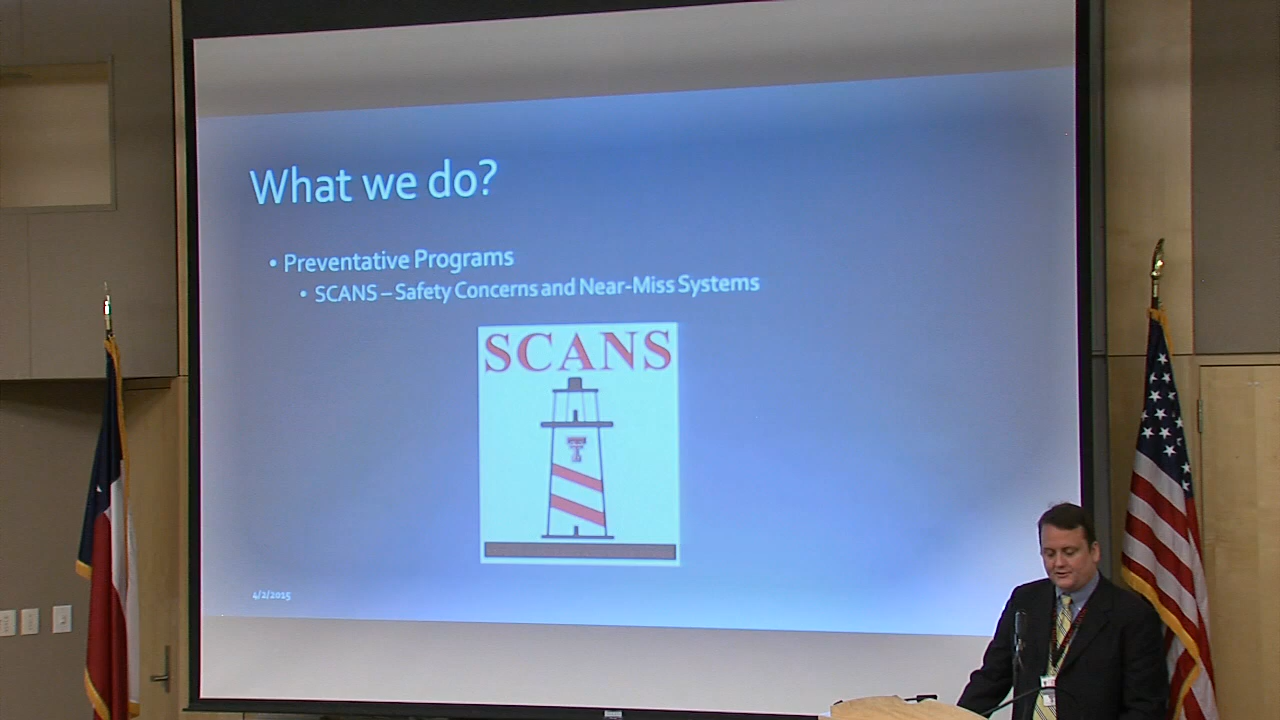 What we do?
• Preventative Programs
• SCANS – Safety Concerns and Near-Miss Systems
SCANS
4/2/2015